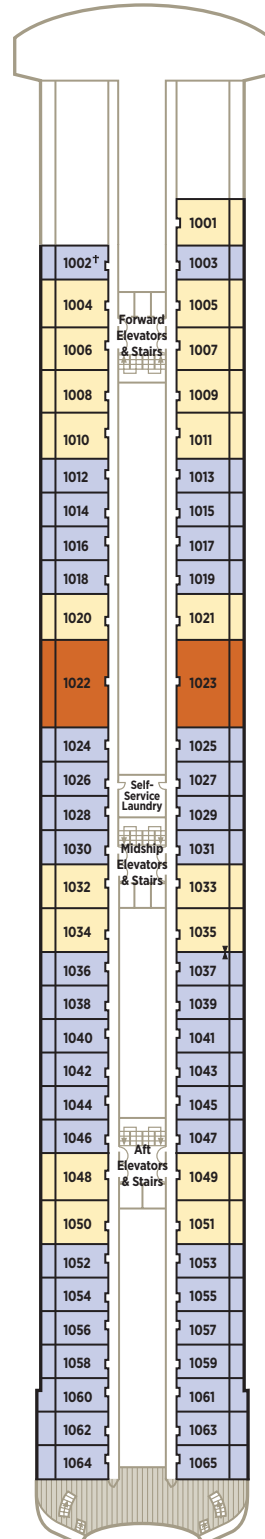 1001
1002† 1003
1004 1005
Forward
Elevators
& Stairs
1006 1007
1008 1009
1010 1011
1012 1013
1014 1015
1016 1017
1018 1019
1020 1021
1022 1023
1024 1025
1026 1027
Self-
Service
Laundry
1028 1029
1030 1031
Midship
Elevators
& Stairs
1032 1033
1034 1035
1036 1037
1038 1039
1040 1041
1042 1043
1044 1045
1046 1047
Aft
Elevators
& Stairs
1048 1049
1050 1051
1052 1053
1054 1055
1056 1057
1058 1059
1060 1061
1062 1063
1064 1065